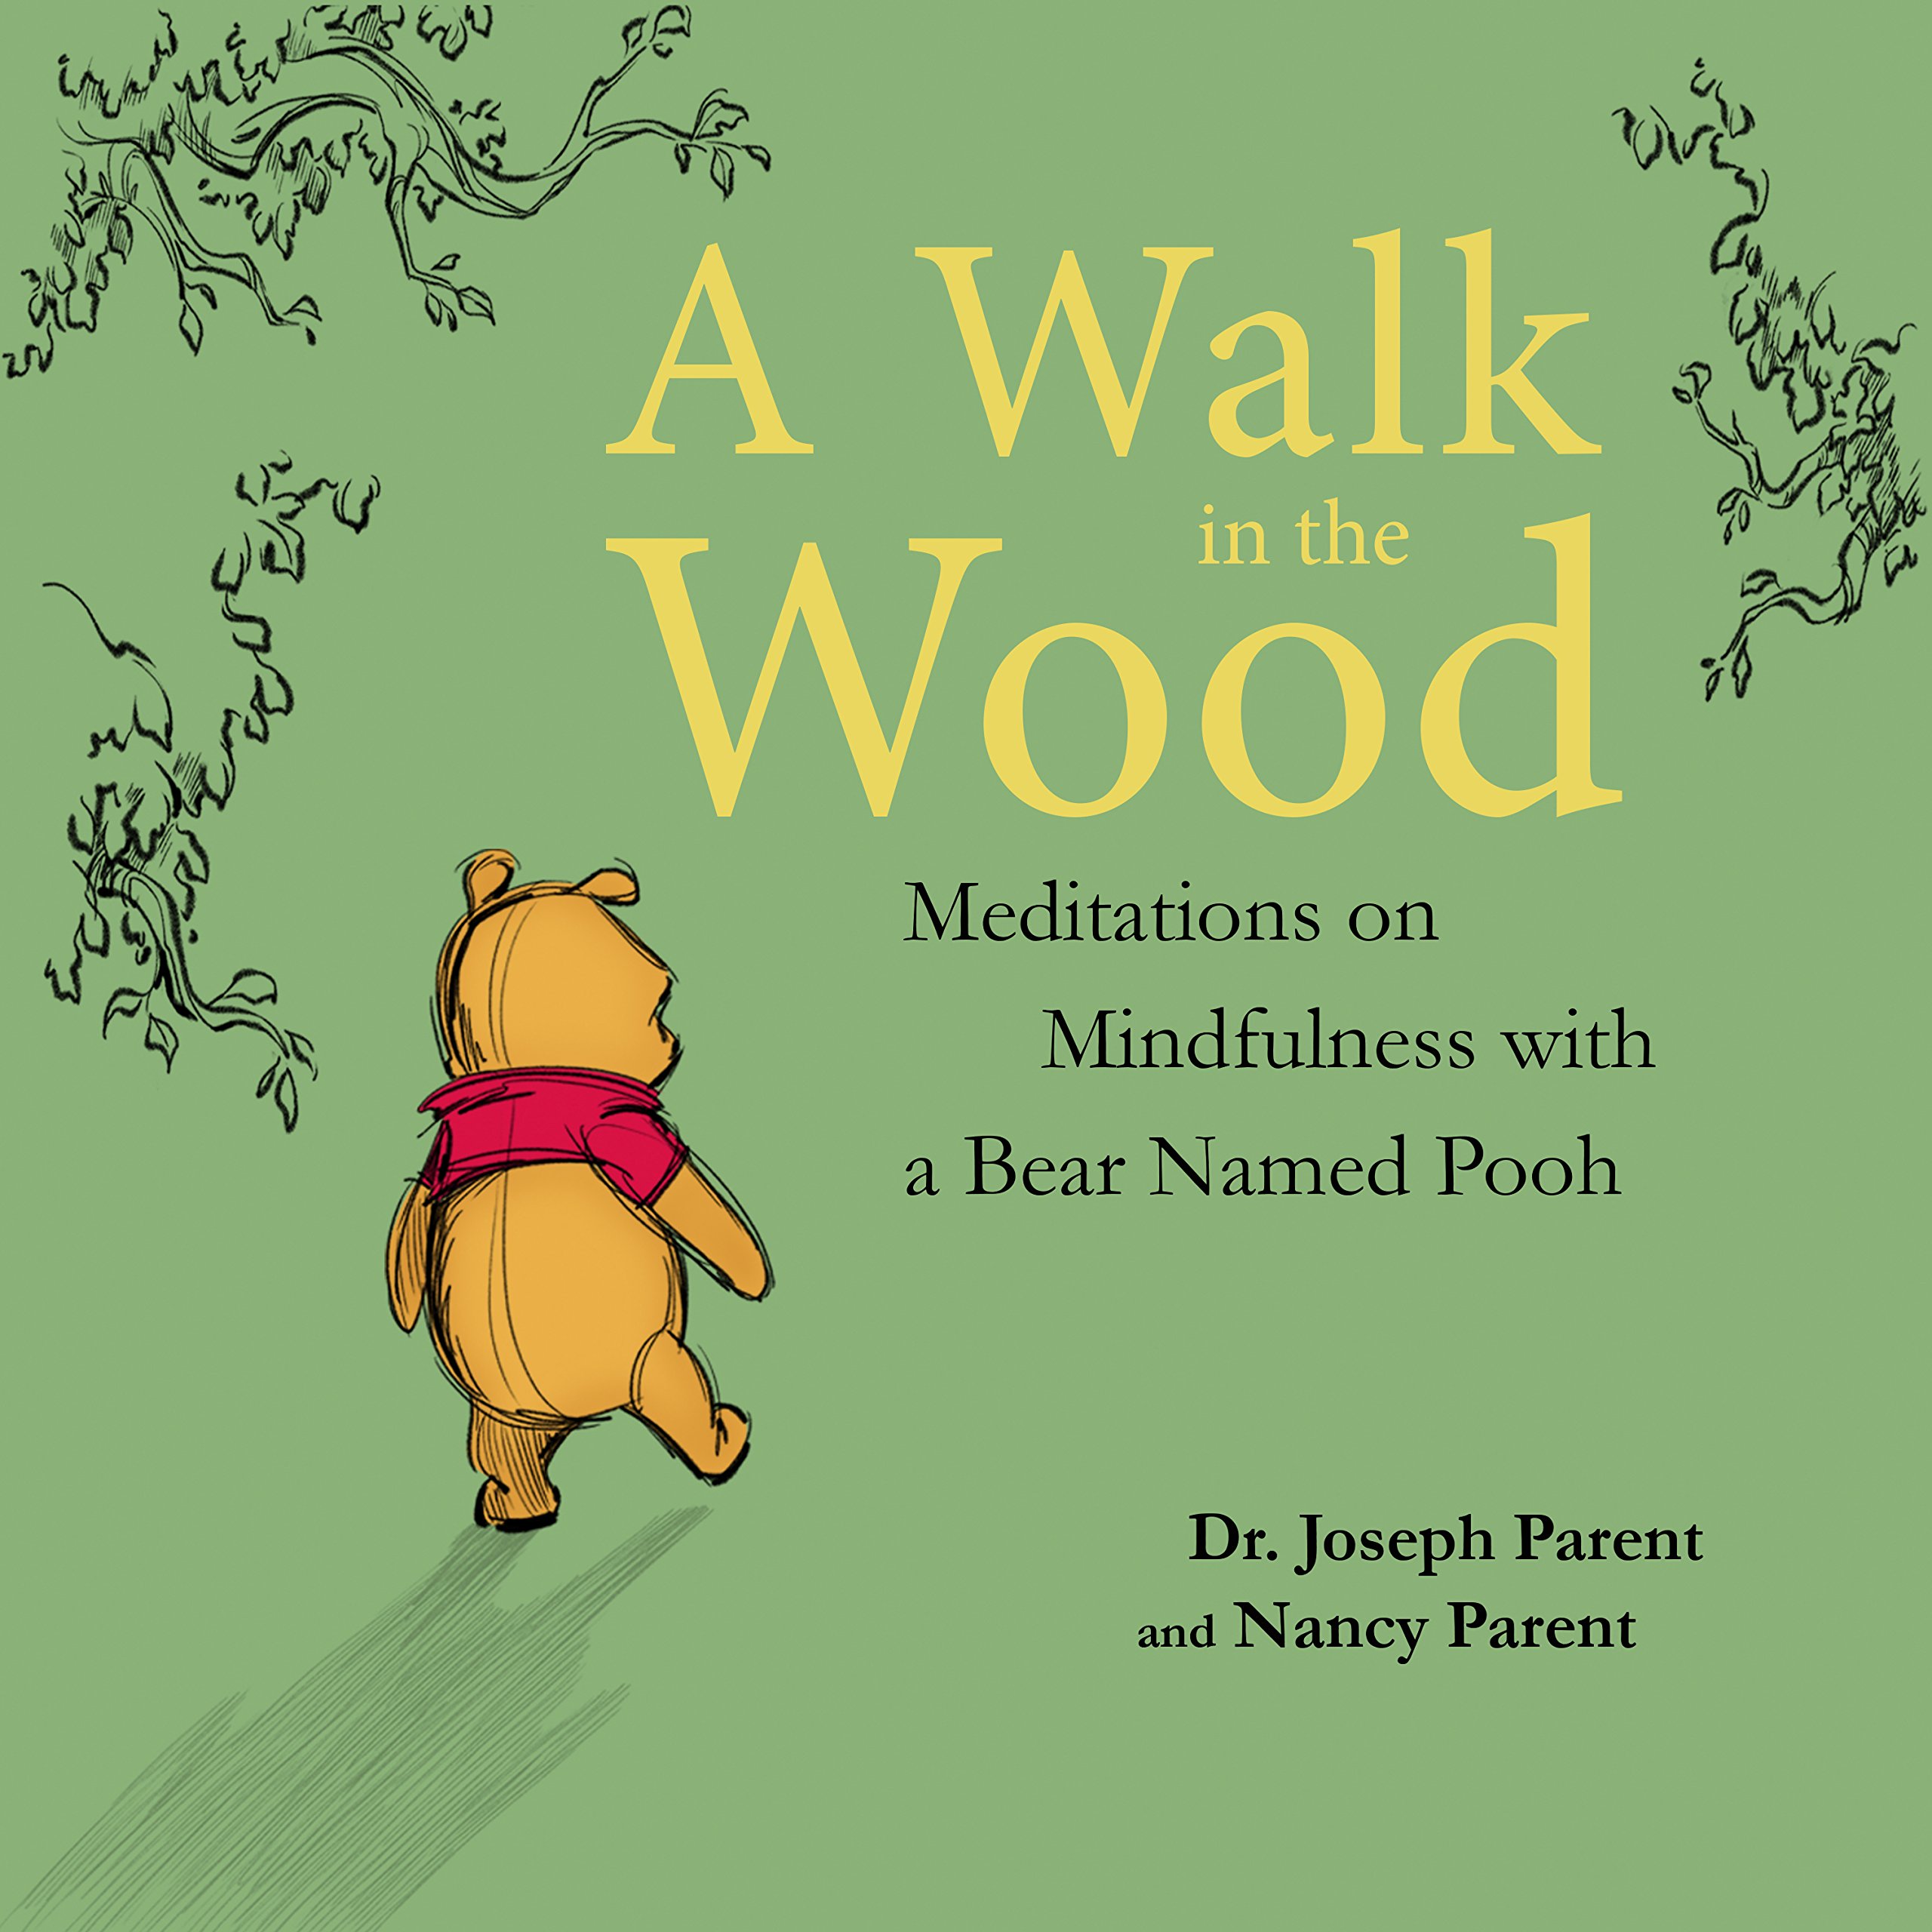 A Walk
in the
Wood
Meditations on
Mindfulness with
a Bear Named Pooh
Dr. Joseph Parent
and Nancy Parent